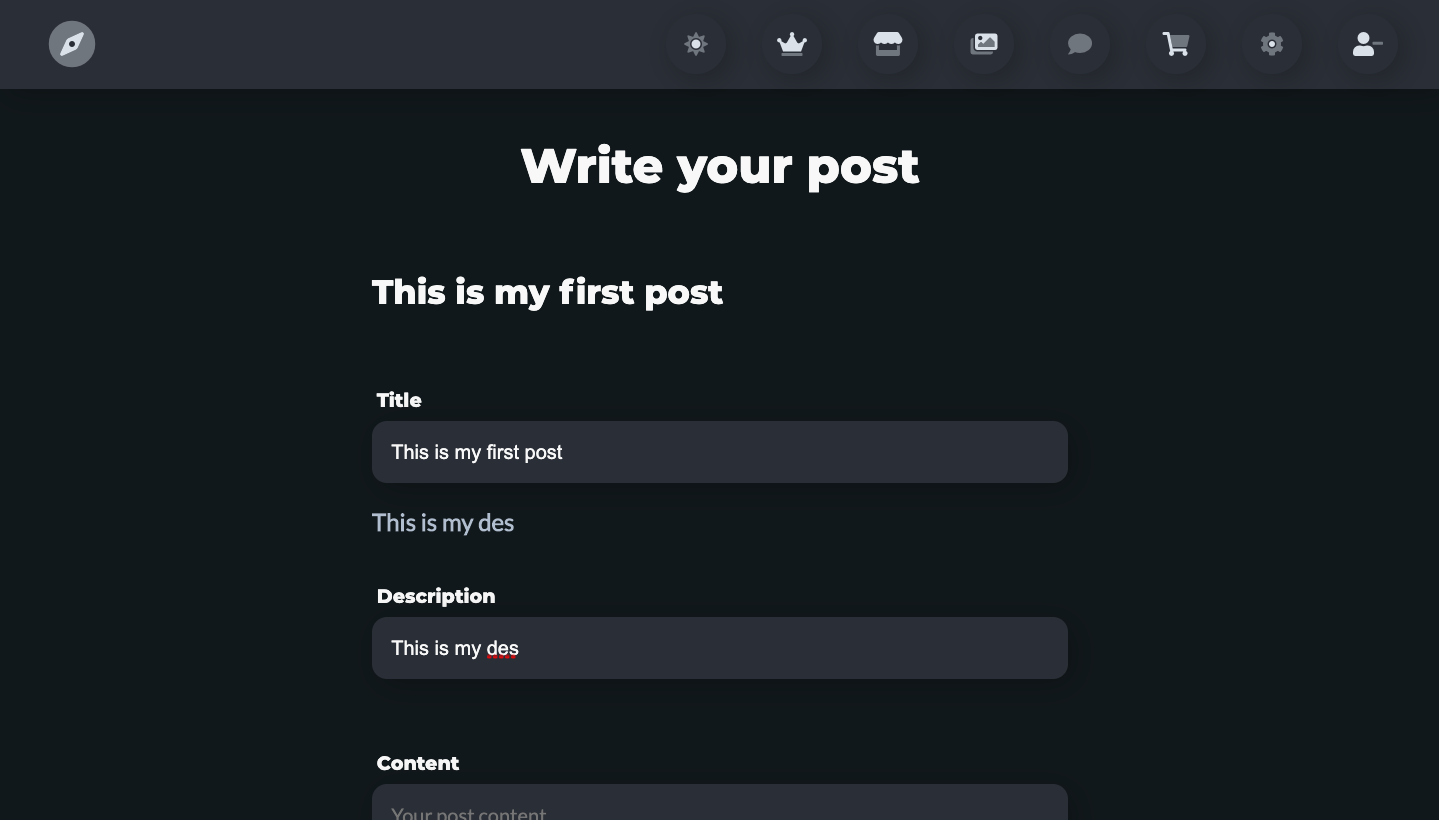 Write your post
This is my first post
Title
This is my first post
This is my des
Description
This is my des
Content
Your post content